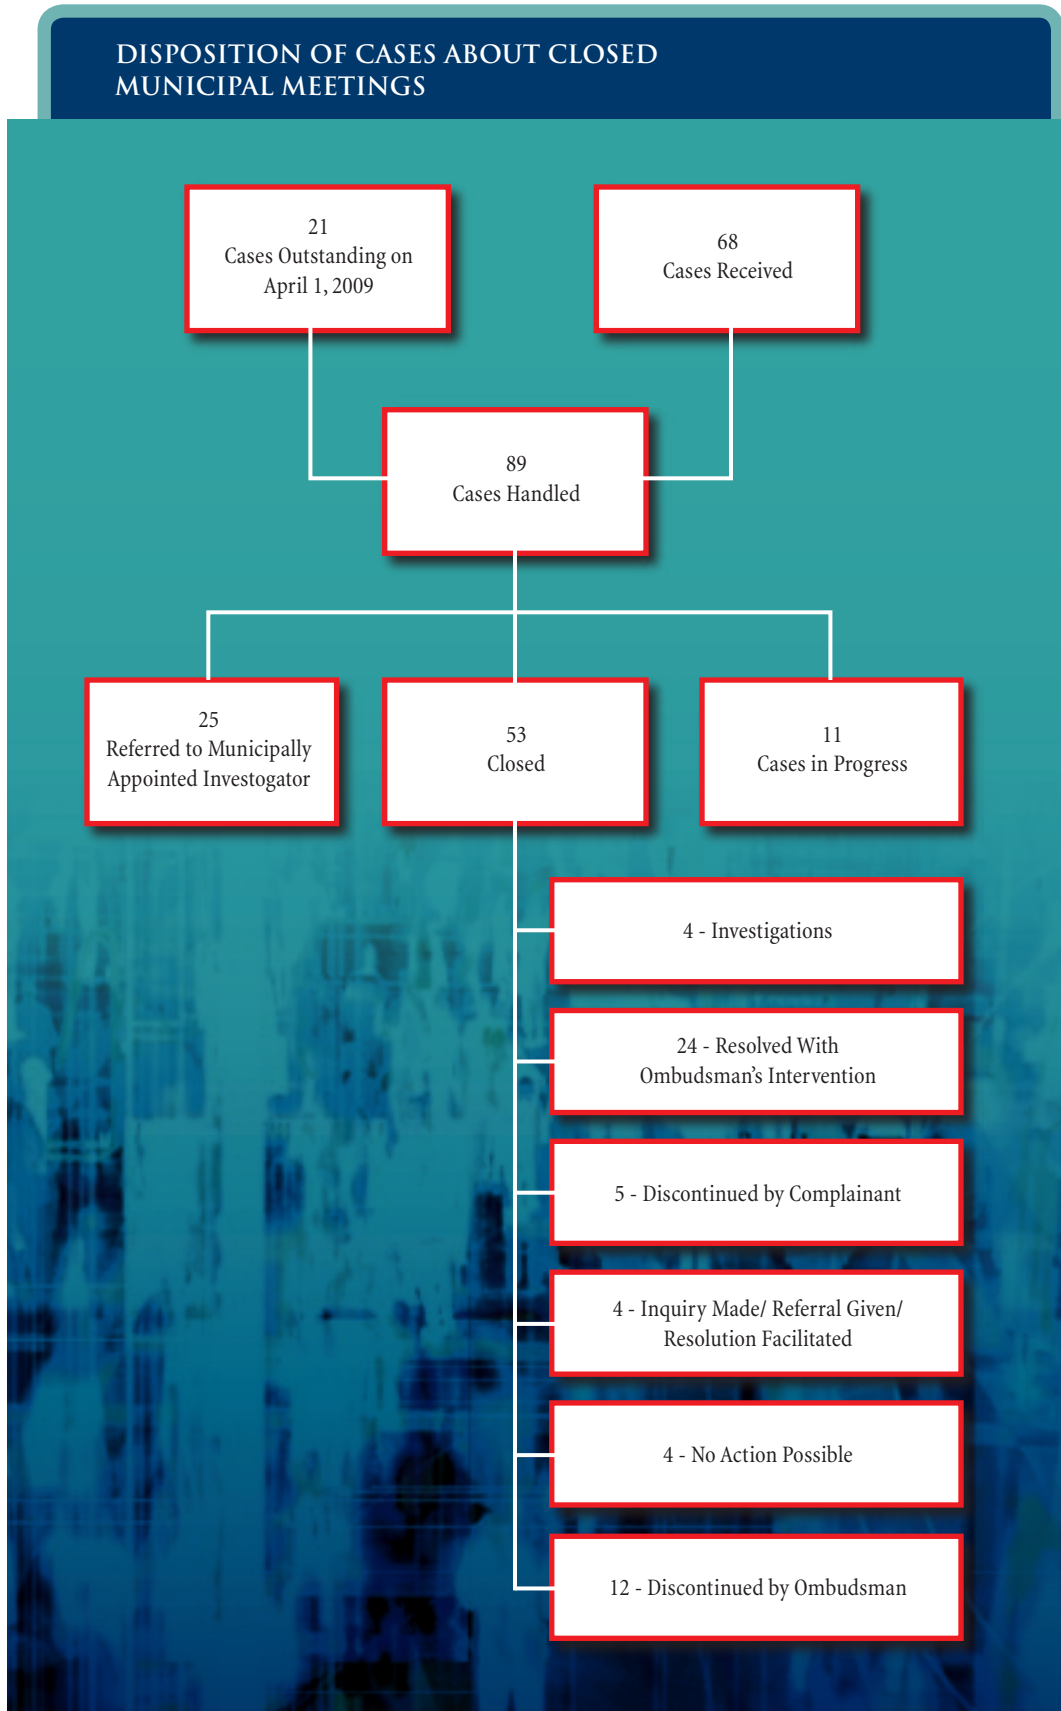 DISPOSITION OF CASES ABOUT CLOSED
MUNICIPAL MEETINGS
21
Cases Outstanding on
April 1, 2009
68
Cases Received
89
Cases Handled
25
Referred to Municipally
Appointed Investogator
53
Closed
11
Cases in Progress
4 - Investigations
24 - Resolved With
Ombudsman’s Intervention
5 - Discontinued by Complainant
4 - Inquiry Made/ Referral Given/
Resolution Facilitated
4 - No Action Possible
12 - Discontinued by Ombudsman